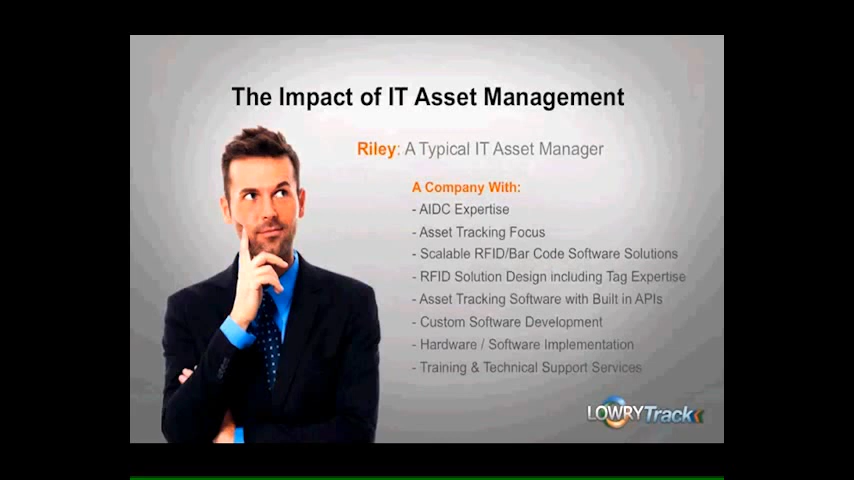 The Impact of IT Asset Management
Riley: A Typical IT Asset Manager
A Company With:
- AIDC Expertise
- Asset Tracking Focus
- Scalable RFID/Bar Code Software Solutions
- RFID Solution Design including Tag Expertise
- Asset Tracking Software with Built in APIs
- Custom Software Development
- Hardware / Software Implementation
- Training & Technical Support Services
LOWRYTrack